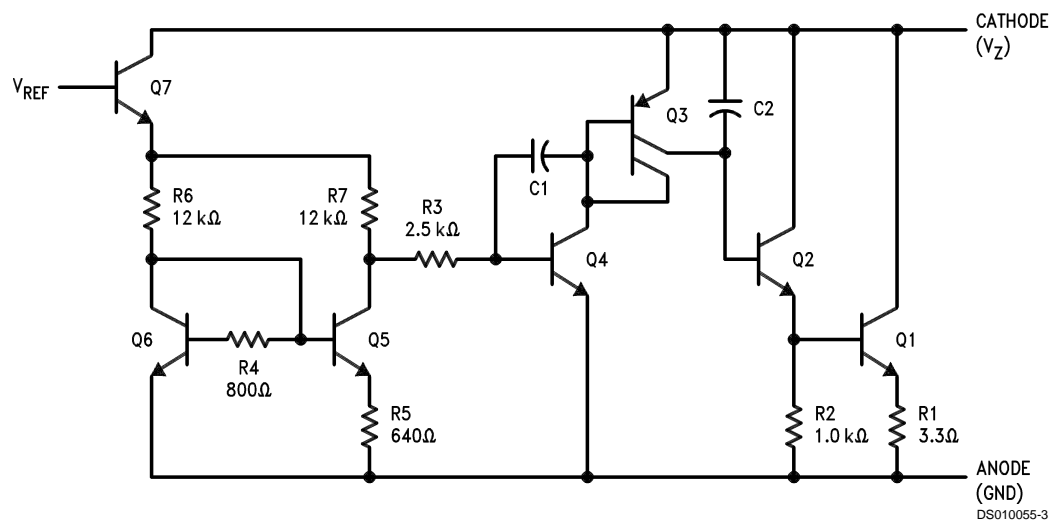 CATHODE
(VZ)
VREF
Q7
Q3
C2
C1
R6
12 kΩ
R7
12 kΩ
R3
2.5 kΩ
Q4
Q2
Q6
R4
800Ω
Q5
Q1
R5
640Ω
R2
1.0 kΩ
R1
3.3Ω
ANODE
(GND)
DS010055-3